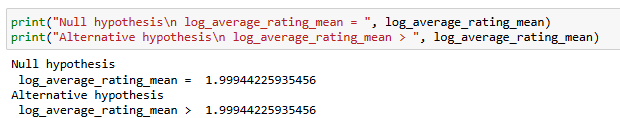 print("Null hypothesis\n log_average_rating_mean = ", log_average_rating_mean)
print("Alternative hypothesis\n log_average_rating_mean > ", log_average_rating_mean)
Null hypothesis
 log_average_rating_mean =  1.99944225935456
Alternative hypothesis
 log_average_rating_mean >  1.99944225935456